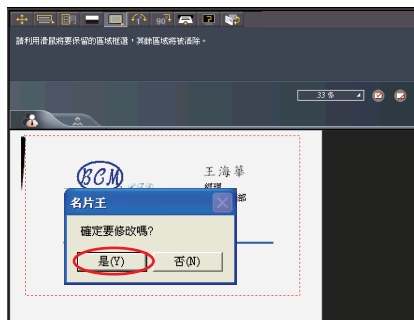 90°
請利用滑鼠將要保留的區域框選，其餘區域將被清除。
33 %
BCM
王海華
經理
部
名片王
確定要修改嗎?
是(Y)
否(N)